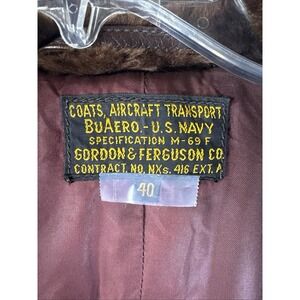 COATS, AIRCRAFT TRANSPORT
BUAERO.-U.S. NAVY
SPECIFICATION M-69 F
GORDON & FERGUSON CO.
CONTRACT. NO. NXs. 416 EXT. A
40